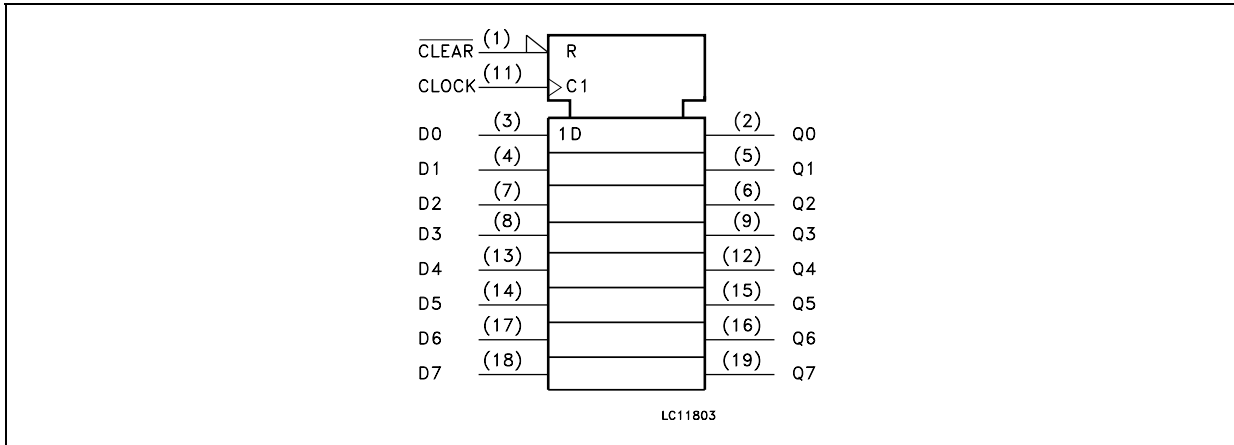 CLEAR (1) R
CLOCK (11) C1
D0 (3) 1D (2) Q0
D1 (4) (5) Q1
D2 (7) (6) Q2
D3 (8) (9) Q3
D4 (13) (12) Q4
D5 (14) (15) Q5
D6 (17) (16) Q6
D7 (18) (19) Q7
LC11803